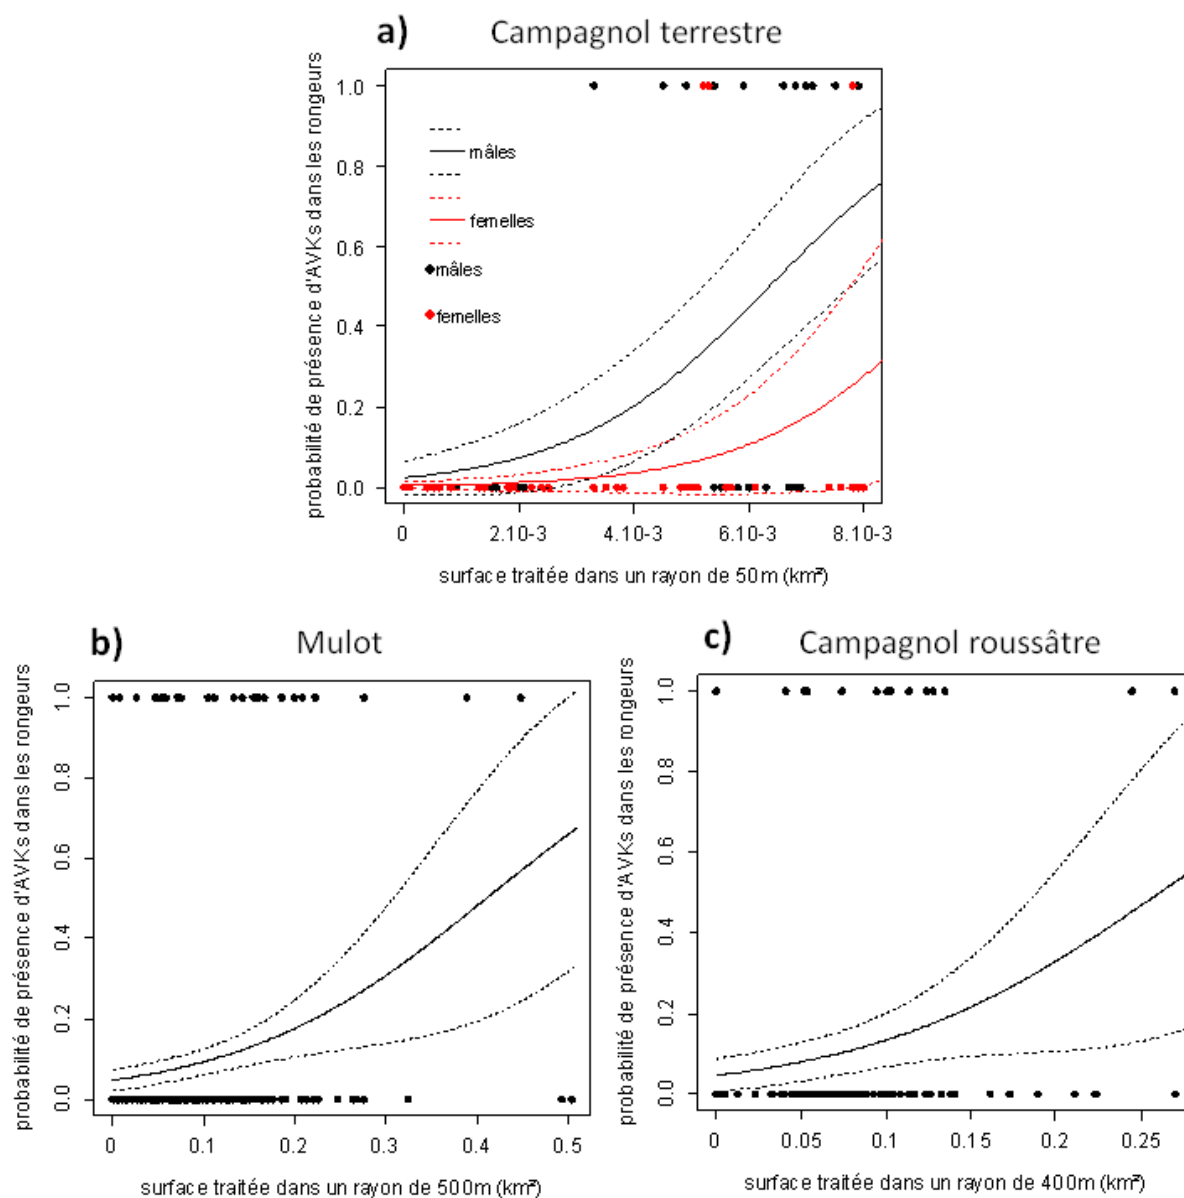 a) Campagnol terrestre
probabilité de présence d'AVKs dans les rongeurs
1.0
0.8
0.6
0.4
0.2
0.0
mâles
femelles
mâles
femelles
0 2.10-3 4.10-3 6.10-3 8.10-3
surface traitée dans un rayon de 50m (km²)
b) Mulot
probabilité de présence d'AVKs dans les rongeurs
1.0
0.8
0.6
0.4
0.2
0.0
0 0.1 0.2 0.3 0.4 0.5
surface traitée dans un rayon de 500m (km²)
c) Campagnol roussâtre
probabilité de présence d'AVKs dans les rongeurs
1.0
0.8
0.6
0.4
0.2
0.0
0 0.05 0.1 0.15 0.2 0.25
surface traitée dans un rayon de 400m (km²)